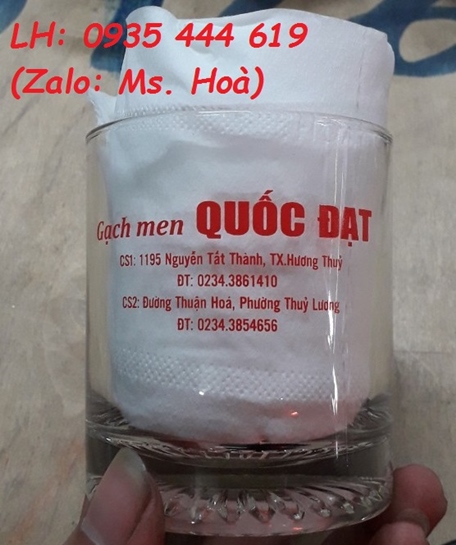 LH: 0935 444 619
(Zalo: Ms. Hoà)
Gạch men QUỐC ĐẠT
CS1: 1195 Nguyễn Tất Thành, TX.Hương Thuỷ
ĐT: 0234.3861410
CS2: Đường Thuận Hoá, Phường Thuỷ Lương
ĐT: 0234.3854656